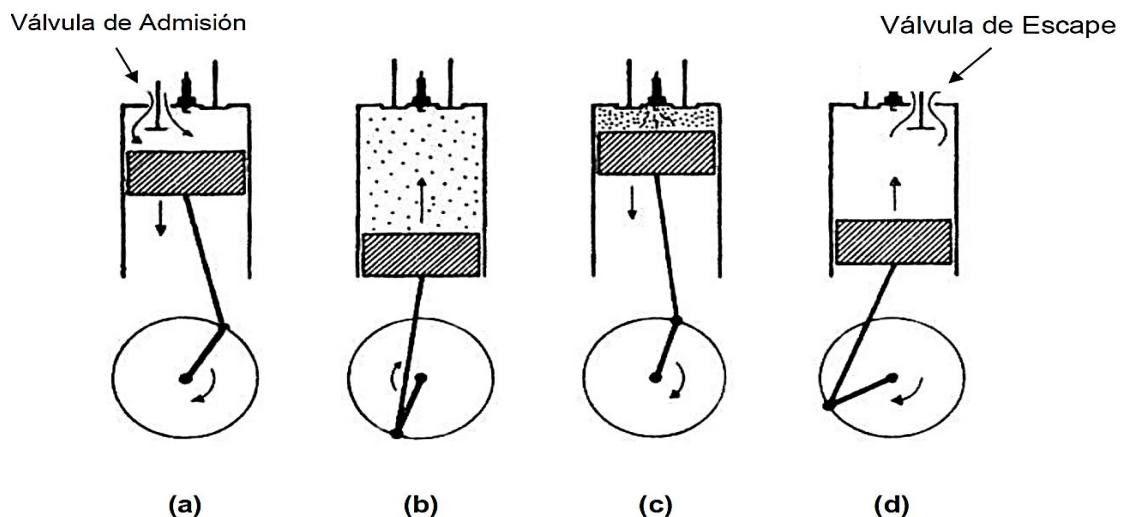 Válvula de Admisión
Válvula de Escape
(a)
(b)
(c)
(d)